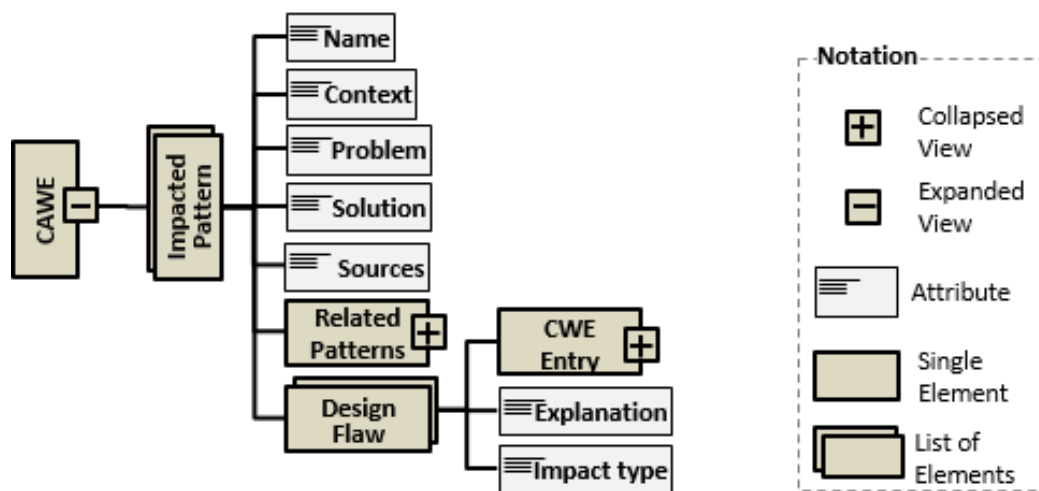 CAWE
Impacted
Pattern
Name
Context
Problem
Solution
Sources
Related
Patterns
Design
Flaw
CWE
Entry
Explanation
Impact type
Notation
Collapsed
View
Expanded
View
Attribute
Single
Element
List of
Elements